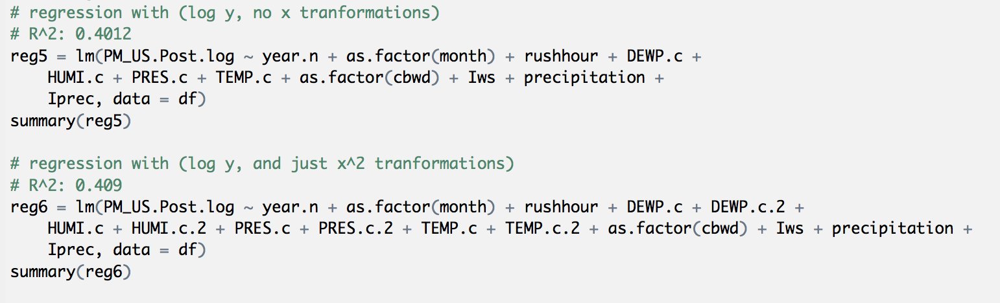 # regression with (log y, no x tranformations)
# R^2: 0.4012
reg5 = lm(PM_US.Post.log ~ year.n + as.factor(month) + rushhour + DEWP.c +
    HUMI.c + PRES.c + TEMP.c + as.factor(cbwd) + Iws + precipitation +
    Iprec, data = df)
summary(reg5)

# regression with (log y, and just x^2 tranformations)
# R^2: 0.409
reg6 = lm(PM_US.Post.log ~ year.n + as.factor(month) + rushhour + DEWP.c + DEWP.c.2 +
    HUMI.c + HUMI.c.2 + PRES.c + PRES.c.2 + TEMP.c + TEMP.c.2 + as.factor(cbwd) + Iws + precipitation +
    Iprec, data = df)
summary(reg6)